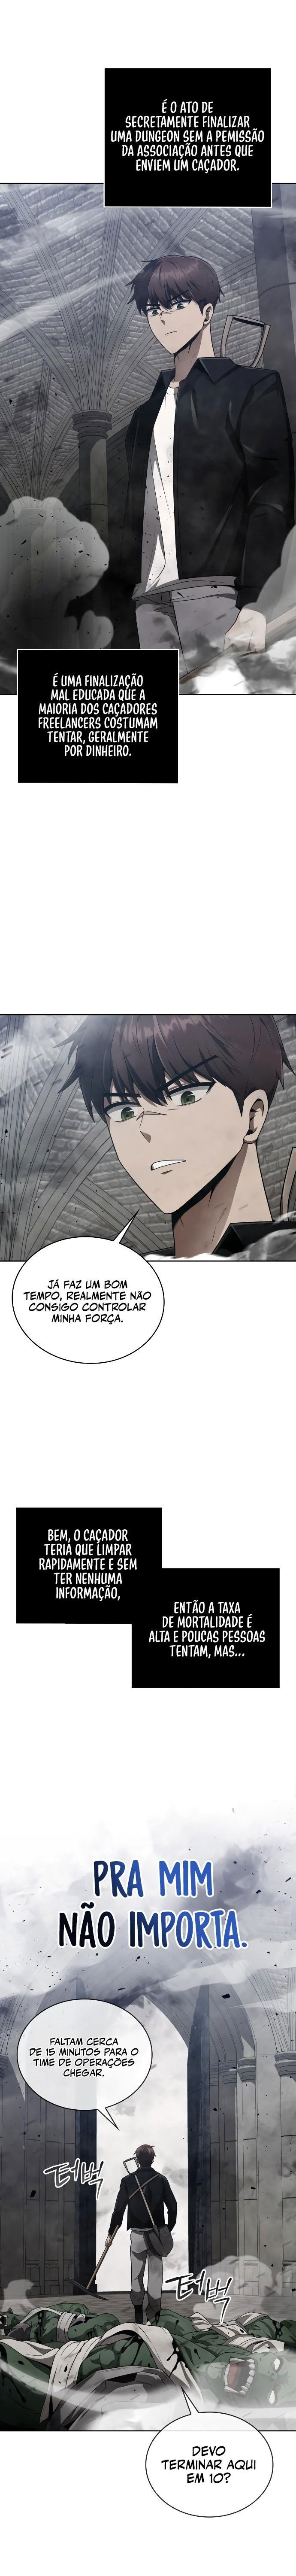 É O ATO DE
SECRETAMENTE FINALIZAR
UMA DUNGEON SEM A PEMISSÃO
DA ASSOCIAÇÃO ANTES QUE
ENVIEM UM CAÇADOR.
É UMA FINALIZAÇÃO
MAL EDUCADA QUE A
MAIORIA DOS CAÇADORES
FREELANCERS COSTUMAM
TENTAR, GERALMENTE
POR DINHEIRO.
JÁ FAZ UM BOM
TEMPO, REALMENTE NÃO
CONSIGO CONTROLAR
MINHA FORÇA.
BEM, O CAÇADOR
TERIA QUE LIMPAR
RAPIDAMENTE E SEM
TER NENHUMA
INFORMAÇÃO,
ENTÃO A TAXA
DE MORTALIDADE É
ALTA E POUCAS PESSOAS
TENTAM, MAS...
PRA MIM
NÃO IMPORTA.
FALTAM CERCA
DE 15 MINUTOS PARA O
TIME DE OPERAÇÕES
CHEGAR.
터벅
터벅
DEVO
TERMINAR AQUI
EM 10?